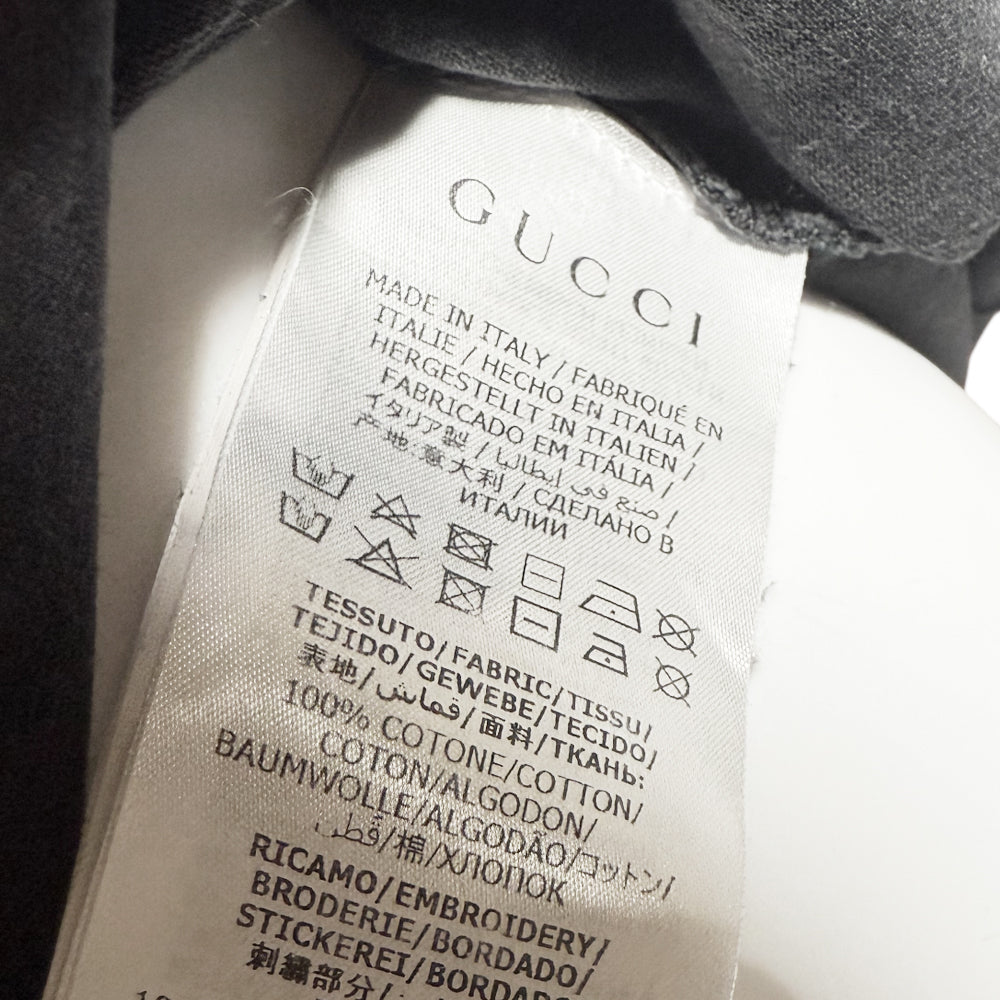 GUCCI
MADE IN ITALY / FABRIQUÉ EN
ITALIE / HECHO EN ITALIA /
HERGESTELLT IN ITALIEN /
FABRICADO EM ITÁLIA /
イタリア製 / صنع في إيطاليا /
产地:意大利 / СДЕЛАНО В
ИТАЛИИ
TESSUTO/FABRIC/TISSU/
TEJIDO/GEWEBE/TECIDO/
表地/قماش/面料/ТКАНЬ:
100% COTONE/COTTON/
COTON/ALGODON/
BAUMWOLLE/ALGODÃO/コットン/
قطن/棉/ХЛОПОК
RICAMO/EMBROIDERY/
BRODERIE/BORDADO/
STICKEREI/BORDADO
刺繍部分/